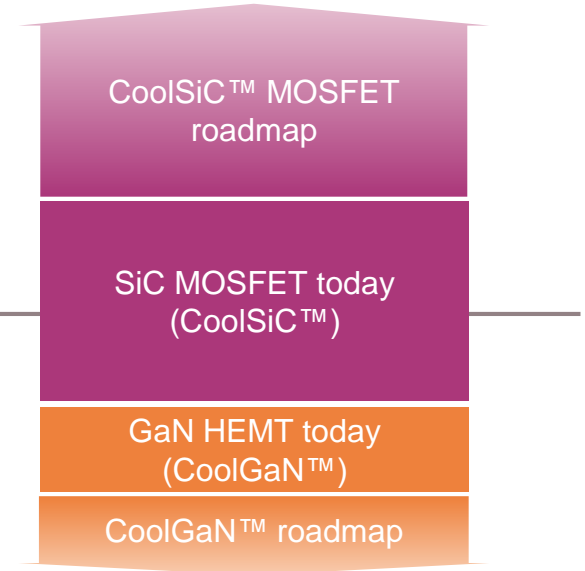 CoolSiC™ MOSFET
roadmap
SiC MOSFET today
(CoolSiC™)
GaN HEMT today
(CoolGaN™)
CoolGaN™ roadmap